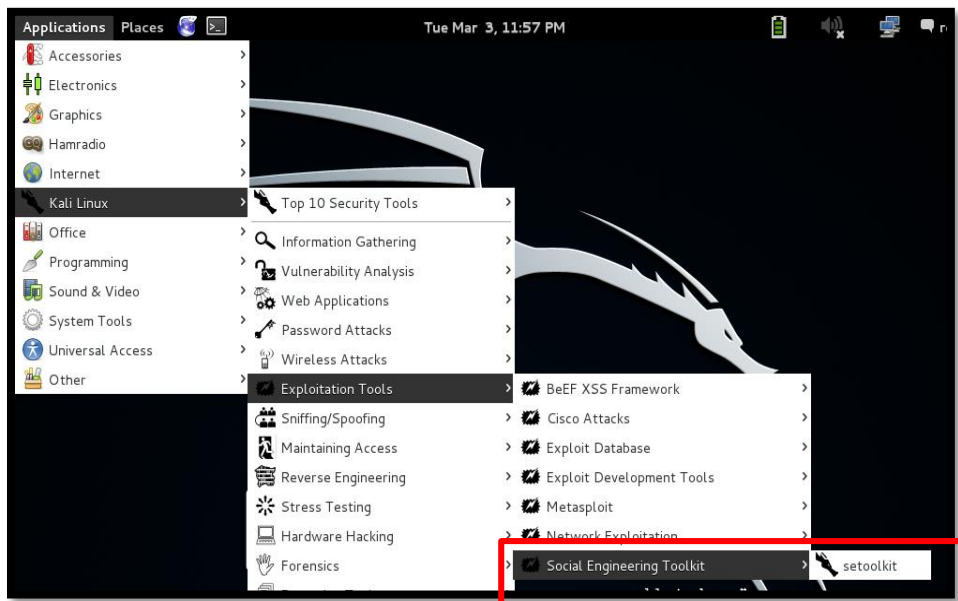 Applications Places Tue Mar 3, 11:57 PM
Accessories
Electronics
Graphics
Hamradio
Internet
Kali Linux
Office
Programming
Sound & Video
System Tools
Universal Access
Other
Top 10 Security Tools
Information Gathering
Vulnerability Analysis
Web Applications
Password Attacks
Wireless Attacks
Exploitation Tools
Sniffing/Spoofing
Maintaining Access
Reverse Engineering
Stress Testing
Hardware Hacking
Forensics
BeEF XSS Framework
Cisco Attacks
Exploit Database
Exploit Development Tools
Metasploit
Network Exploitation
Social Engineering Toolkit
setoolkit